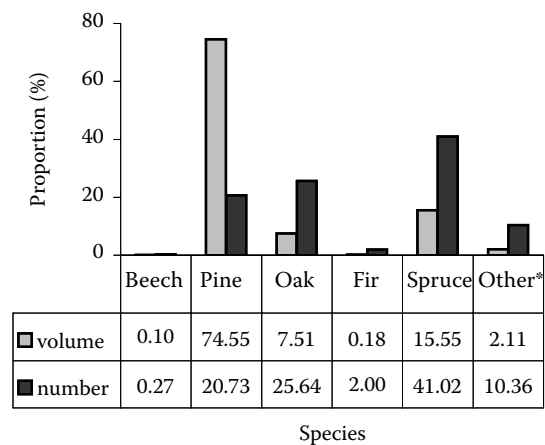 80
60
40
20
0
Proportion (%)
Beech Pine Oak Fir Spruce Other*
volume 0.10 74.55 7.51 0.18 15.55 2.11
number 0.27 20.73 25.64 2.00 41.02 10.36
Species